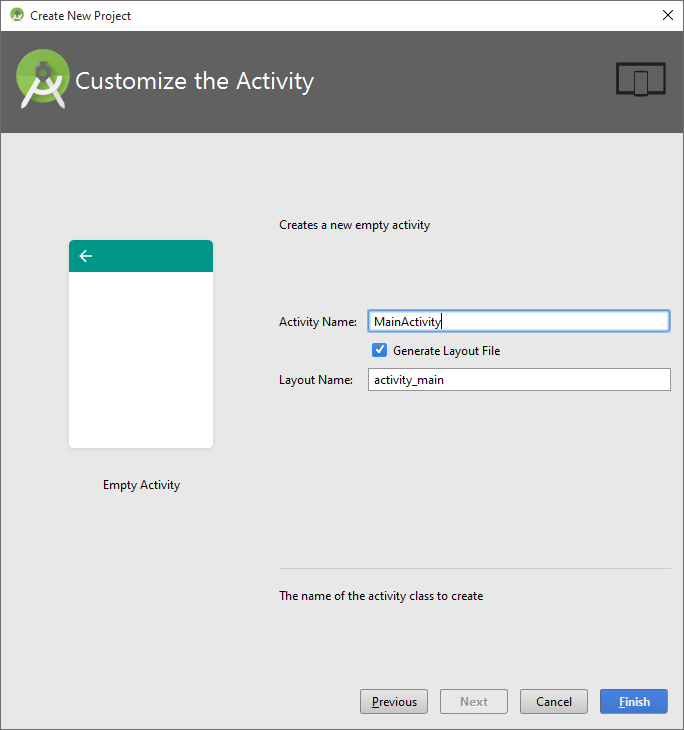 Create New Project
Customize the Activity
Creates a new empty activity
Activity Name: MainActivity
Generate Layout File
Layout Name: activity_main
Empty Activity
The name of the activity class to create
Previous Next Cancel Finish